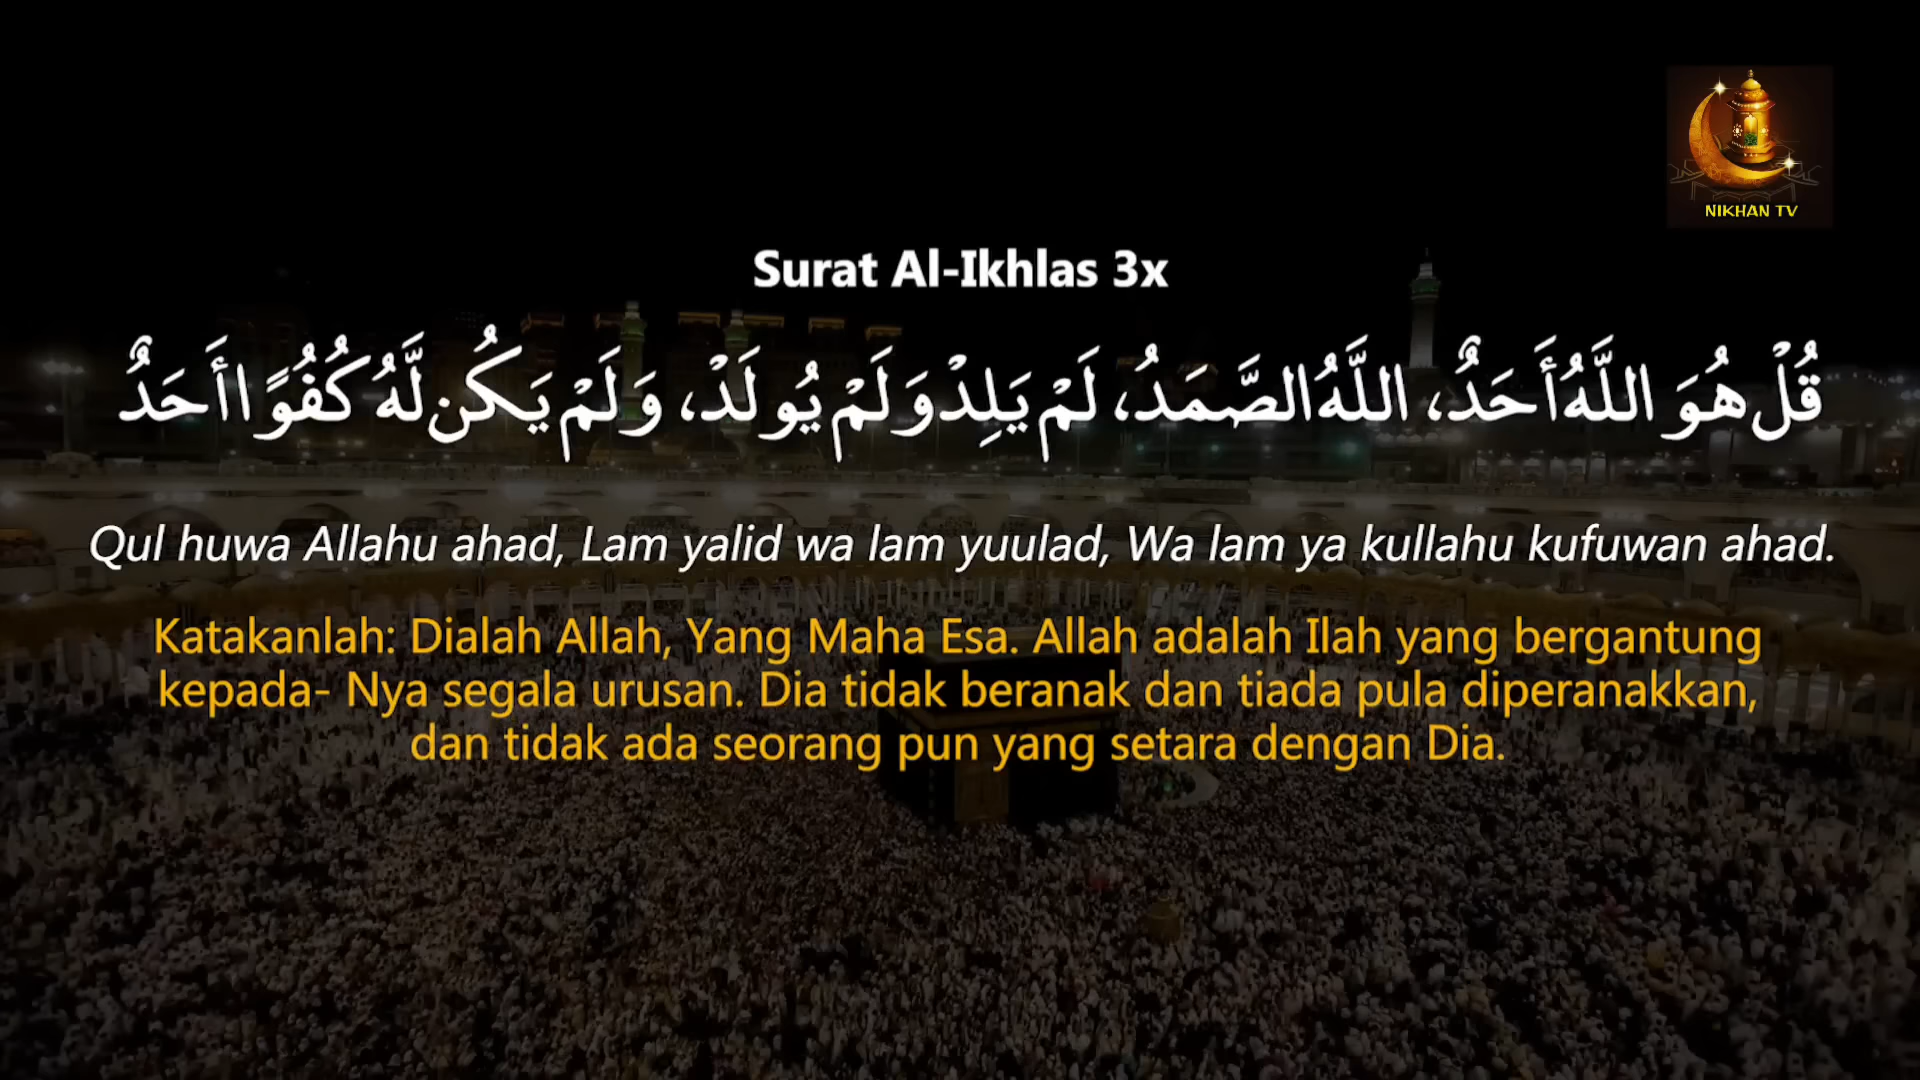 NIKHAN TV
Surat Al-Ikhlas 3x
قُلْ هُوَ اللَّهُ أَحَدٌ، اللَّهُ الصَّمَدُ، لَمْ يَلِدْ وَلَمْ يُولَدْ، وَلَمْ يَكُن لَّهُ كُفُوًا أَحَدٌ
Qul huwa Allahu ahad, Lam yalid wa lam yuulad, Wa lam ya kullahu kufuwan ahad.
Katakanlah: Dialah Allah, Yang Maha Esa. Allah adalah Ilah yang bergantung
kepada- Nya segala urusan. Dia tidak beranak dan tiada pula diperanakkan,
dan tidak ada seorang pun yang setara dengan Dia.